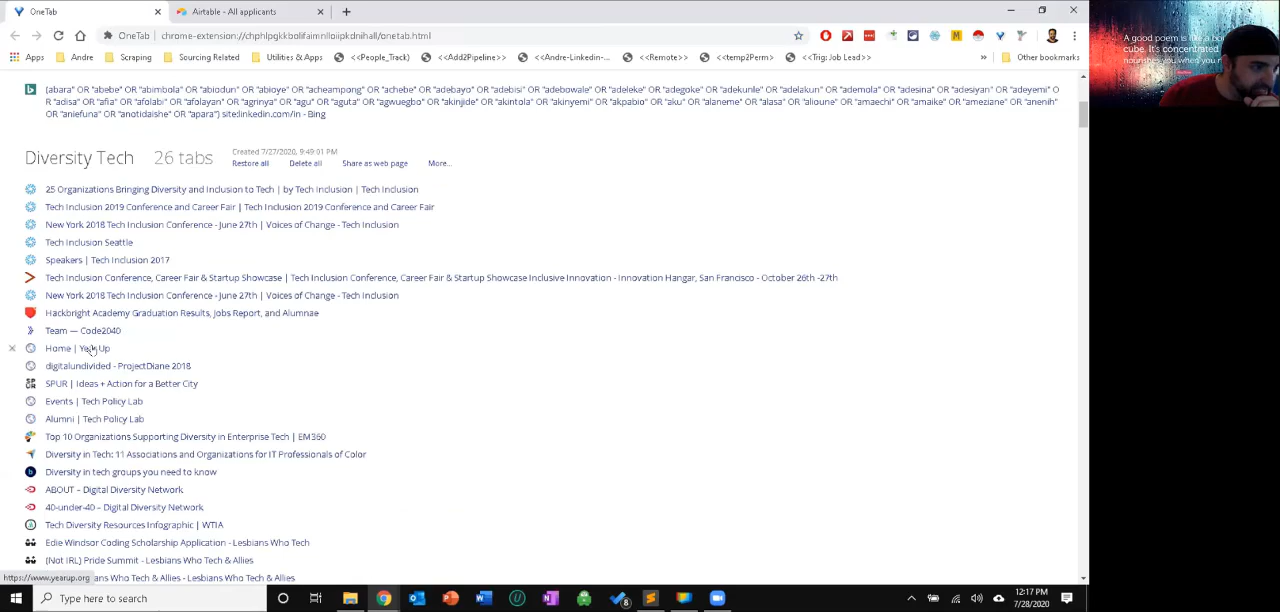 OneTab
Airtable - All applicants
OneTab | chrome-extension://chphlpgkkbolifaimnlloiipkdnihall/onetab.html
Apps Andre Scraping Sourcing Related Utilities & Apps <<People_Track) <<Add2Pipeline>> <<Andre-Linkedin-... <<Remote>> <<temp2Perm> <<Trig: Job Lead>> » Other bookmarks
(abara" OR "abebe" OR "abimbola" OR "abiodun" OR "abioye" OR "acheampong" OR "achebe" OR "adebayo" OR "adebisi" OR "adebowale" OR "adeleke" OR "adegoke" OR "adekunle" OR "adelakun" OR "ademola" OR "adesina" OR "adesiyan" OR "adeyemi" O
R "adisa" OR "afia" OR "afolabi" OR "afolayan" OR "agrinya" OR "agu" OR "aguta" OR "agwuegbo" OR "akinjide" OR "akintola" OR "akinyemi" OR "akpabio" OR "aku" OR "alaneme" OR "alasa" OR "alioune" OR "amaechi" OR "amaike" OR "ameziane" OR "anenih"
OR "aniefuna" OR "anotidaishe" OR "apara") site:linkedin.com/in - Bing
Diversity Tech 26 tabs
Created 7/27/2020, 9:49:01 PM
Restore all Delete all Share as web page More...
25 Organizations Bringing Diversity and Inclusion to Tech | by Tech Inclusion | Tech Inclusion
Tech Inclusion 2019 Conference and Career Fair | Tech Inclusion 2019 Conference and Career Fair
New York 2018 Tech Inclusion Conference - June 27th | Voices of Change - Tech Inclusion
Tech Inclusion Seattle
Speakers | Tech Inclusion 2017
Tech Inclusion Conference, Career Fair & Startup Showcase | Tech Inclusion Conference, Career Fair & Startup Showcase Inclusive Innovation - Innovation Hangar, San Francisco - October 26th -27th
New York 2018 Tech Inclusion Conference - June 27th | Voices of Change - Tech Inclusion
Hackbright Academy Graduation Results, Jobs Report, and Alumnae
Team — Code2040
Home | Year Up
digitalundivided - ProjectDiane 2018
SPUR | Ideas + Action for a Better City
Events | Tech Policy Lab
Alumni | Tech Policy Lab
Top 10 Organizations Supporting Diversity in Enterprise Tech | EM360
Diversity in Tech: 11 Associations and Organizations for IT Professionals of Color
Diversity in tech groups you need to know
ABOUT – Digital Diversity Network
40-under-40 – Digital Diversity Network
Tech Diversity Resources Infographic | WTIA
Edie Windsor Coding Scholarship Application - Lesbians Who Tech
(Not IRL) Pride Summit - Lesbians Who Tech & Allies
https://www.yearup.org
ans Who Tech & Allies - Lesbians Who Tech & Allies
Type here to search
8
12:17 PM
7/28/2020
A good poem is like a bo
cube. It's concentrated
nourishes you when you